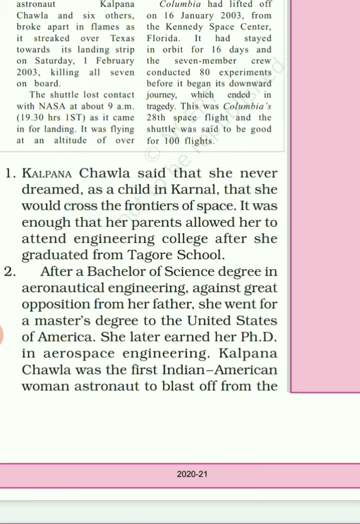 astronaut Kalpana
Chawla and six others,
broke apart in flames as
it streaked over Texas
towards its landing strip
on Saturday, 1 February
2003, killing all seven
on board.
The shuttle lost contact
with NASA at about 9 a.m.
(19.30 hrs 1ST) as it came
in for landing. It was flying
at an altitude of over
Columbia had lifted off
on 16 January 2003, from
the Kennedy Space Center,
Florida. It had stayed
in orbit for 16 days and
the seven-member crew
conducted 80 experiments
before it began its downward
journey, which ended in
tragedy. This was Columbia's
28th space flight and the
shuttle was said to be good
for 100 flights.
1. KALPANA Chawla said that she never
dreamed, as a child in Karnal, that she
would cross the frontiers of space. It was
enough that her parents allowed her to
attend engineering college after she
graduated from Tagore School.
2. After a Bachelor of Science degree in
aeronautical engineering, against great
opposition from her father, she went for
a master's degree to the United States
of America. She later earned her Ph.D.
in aerospace engineering. Kalpana
Chawla was the first Indian–American
woman astronaut to blast off from the
2020-21